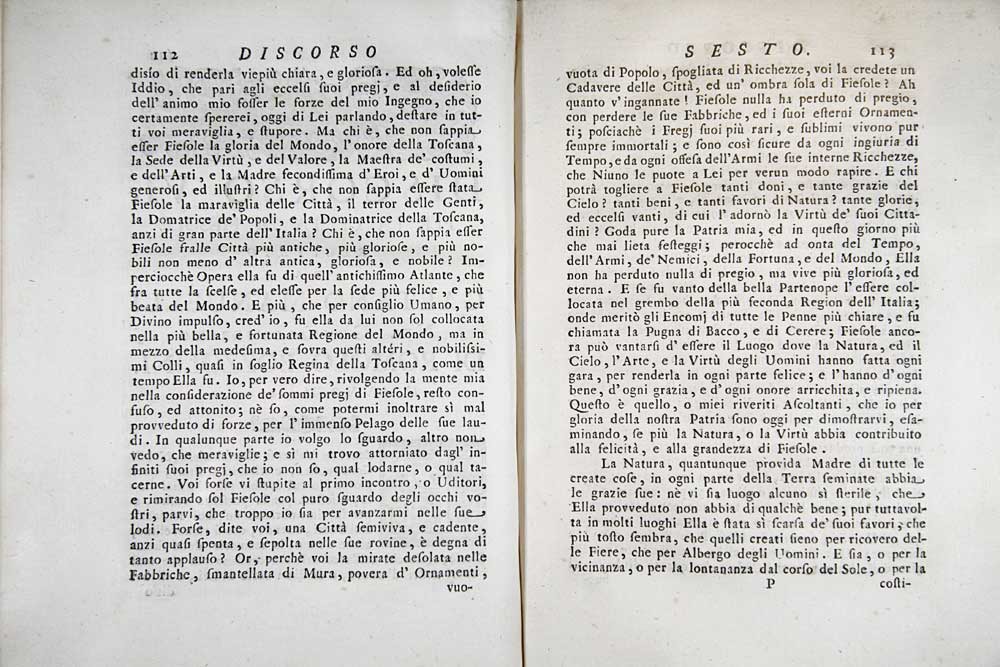 112 DISCORSO
disío di renderla viepiù chiara, e gloriosa. Ed oh, volesse
Iddio, che pari agli eccelsi suoi pregj, e al desiderio
dell' animo mio fosser le forze del mio Ingegno, che io
certamente spererei, oggi di Lei parlando, destare in tut-
ti voi meraviglia, e stupore. Ma chi è, che non sappia
esser Fiesole la gloria del Mondo, l'onore della Toscana,
la Sede della Virtù, e del Valore, la Maestra de' costumi,
e dell' Arti, e la Madre fecondissima d'Eroi, e d' Uomini
generosi, ed illustri? Chi è, che non sappia essere stata
Fiesole la maraviglia delle Città, il terror delle Genti,
la Domatrice de' Popoli, e la Dominatrice della Toscana,
anzi di gran parte dell' Italia? Chi è, che non sappia esser
Fiesole fralle Città più antiche, più gloriose, e più no-
bili non meno d' altra antica, gloriosa, e nobile? Im-
perciocchè Opera ella fu di quell'antichissimo Atlante, che
fra tutte la scelse, ed elesse per la sede più felice, e più
beata del Mondo. E più, che per consiglio Umano, per
Divino impulso, cred' io, fu ella da lui non sol collocata
nella più bella, e fortunata Regione del Mondo, ma in
mezzo della medesima, e sovra questi altéri, e nobilissi-
mi Colli, quasi in soglio Regina della Toscana, come un
tempo Ella fu. Io, per vero dire, rivolgendo la mente mia
nella considerazione de' sommi pregj di Fiesole, resto con-
fuso, ed attonito; nè so, come potermi inoltrare sì mal
provveduto di forze, per l' immenso Pelago delle sue lau-
di. In qualunque parte io volgo lo sguardo, altro non
vedo, che meraviglie; e sì mi trovo attorniato dagl' in-
finiti suoi pregj, che io non so, qual lodarne, o qual ta-
cerne. Voi forse vi stupite al primo incontro, o Uditori,
e rimirando sol Fiesole col puro sguardo degli occhi vo-
stri, parvi, che troppo io sia per avanzarmi nelle sue
lodi. Forse, dite voi, una Città semiviva, e cadente,
anzi quasi spenta, e sepolta nelle sue rovine, è degna di
tanto applauso? Or, perchè voi la mirate desolata nelle
Fabbriche, smantellata di Mura, povera d' Ornamenti,
vuo-
SESTO. 113
vuota di Popolo, spogliata di Ricchezze, voi la credete un
Cadavere delle Città, ed un' ombra sola di Fiesole? Ah
quanto v' ingannate! Fiesole nulla ha perduto di pregio,
con perdere le sue Fabbriche, ed i suoi esterni Ornamen-
ti; posciachè i Fregj suoi più rari, e sublimi vivono pur
sempre immortali; e sono così sicure da ogni ingiuria di
Tempo, e da ogni offesa dell'Armi le sue interne Ricchezze,
che Niuno le puote a Lei per verun modo rapire. E chi
potrà togliere a Fiesole tanti doni, e tante grazie del
Cielo? tanti beni, e tanti favori di Natura? tante glorie,
ed eccelsi vanti, di cui l' adornò la Virtù de' suoi Citta-
dini? Goda pure la Patria mia, ed in questo giorno più
che mai lieta festeggi; perocchè ad onta del Tempo,
dell' Armi, de' Nemici, della Fortuna, e del Mondo, Ella
non ha perduto nulla di pregio, ma vive più gloriosa, ed
eterna. E se fu vanto della bella Partenope l' essere col-
locata nel grembo della più feconda Region dell' Italia;
onde meritò gli Encomj di tutte le Penne più chiare, e fu
chiamata la Pugna di Bacco, e di Cerere; Fiesole anco-
ra può vantarsi d' essere il Luogo dove la Natura, ed il
Cielo, l'Arte, e la Virtù degli Uomini hanno fatta ogni
gara, per renderla in ogni parte felice; e l' hanno d' ogni
bene, d'ogni grazia, e d' ogni onore arricchita, e ripiena.
Questo è quello, o miei riveriti Ascoltanti, che io per
gloria della nostra Patria sono oggi per dimostrarvi, esa-
minando, se più la Natura, o la Virtù abbia contribuito
alla felicità, e alla grandezza di Fiesole.
La Natura, quantunque provida Madre di tutte le
create cose, in ogni parte della Terra seminate abbia
le grazie sue: nè vi sia luogo alcuno sì sterile, che
Ella provveduto non abbia di qualchè bene; pur tuttavol-
ta in molti luoghi Ella è stata sì scarsa de' suoi favori, che
più tosto sembra, che quelli creati sieno per ricovero del-
le Fiere, che per Albergo degli Uomini. E sia, o per la
vicinanza, o per la lontananza dal corso del Sole, o per la
P costi-